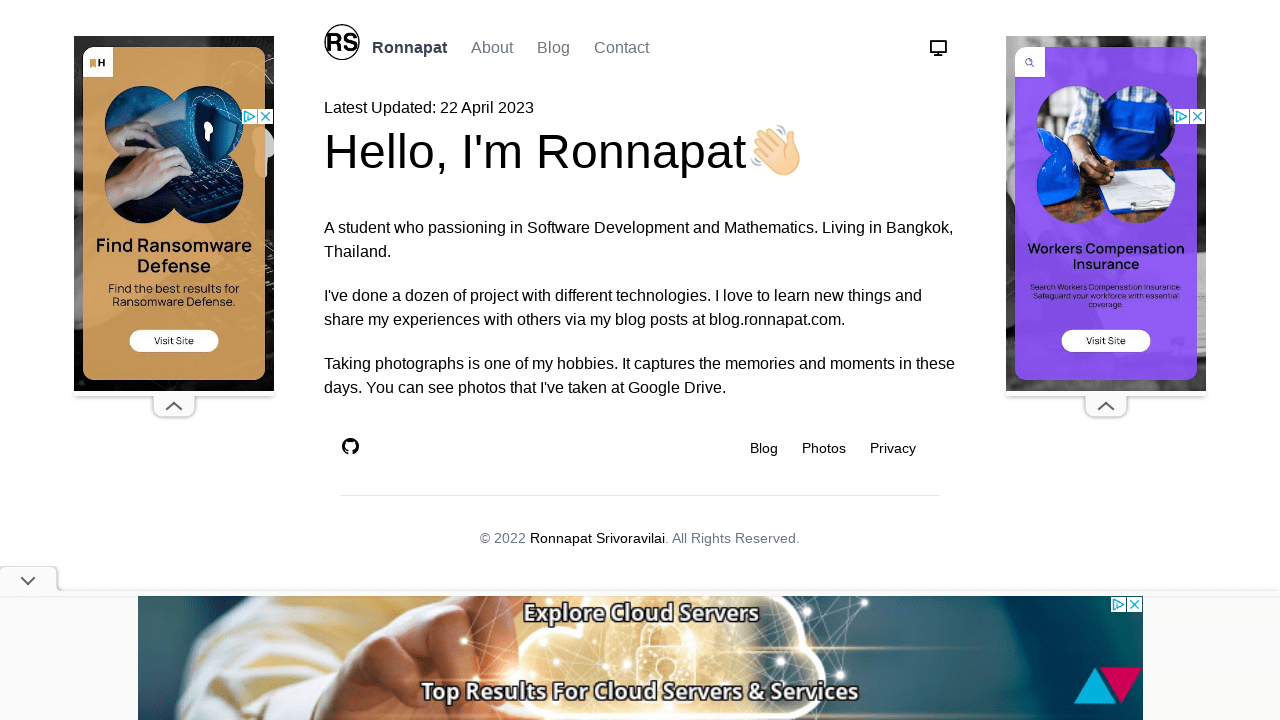 RS
Ronnapat About Blog Contact
Latest Updated: 22 April 2023
Hello, I'm Ronnapat
A student who passioning in Software Development and Mathematics. Living in Bangkok,
Thailand.
I've done a dozen of project with different technologies. I love to learn new things and
share my experiences with others via my blog posts at blog.ronnapat.com.
Taking photographs is one of my hobbies. It captures the memories and moments in these
days. You can see photos that I've taken at Google Drive.
Blog Photos Privacy
© 2022 Ronnapat Srivoravilai. All Rights Reserved.
H
Find Ransomware
Defense
Find the best results for
Ransomware Defense.
Visit Site
Workers Compensation
Insurance
Search Workers Compensation Insurance.
Safeguard your workforce with essential
coverage.
Visit Site
Explore Cloud Servers
Top Results For Cloud Servers & Services